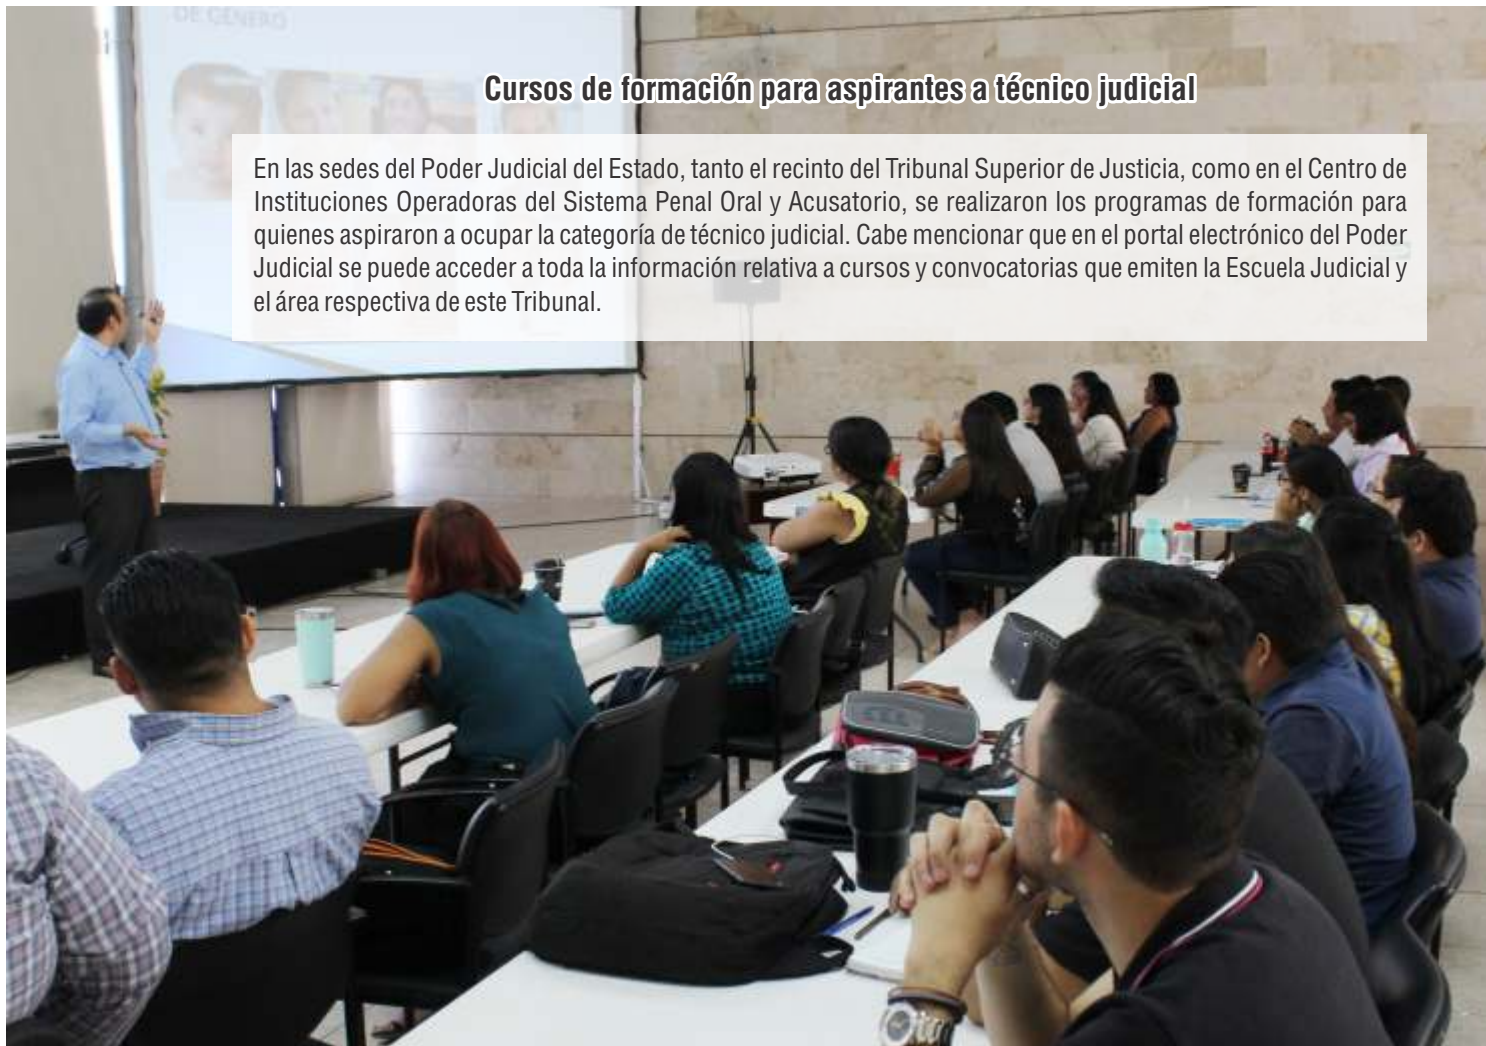 DE GÉNERO
Cursos de formación para aspirantes a técnico judicial
En las sedes del Poder Judicial del Estado, tanto el recinto del Tribunal Superior de Justicia, como en el Centro de
Instituciones Operadoras del Sistema Penal Oral y Acusatorio, se realizaron los programas de formación para
quienes aspiraron a ocupar la categoría de técnico judicial. Cabe mencionar que en el portal electrónico del Poder
Judicial se puede acceder a toda la información relativa a cursos y convocatorias que emiten la Escuela Judicial y
el área respectiva de este Tribunal.